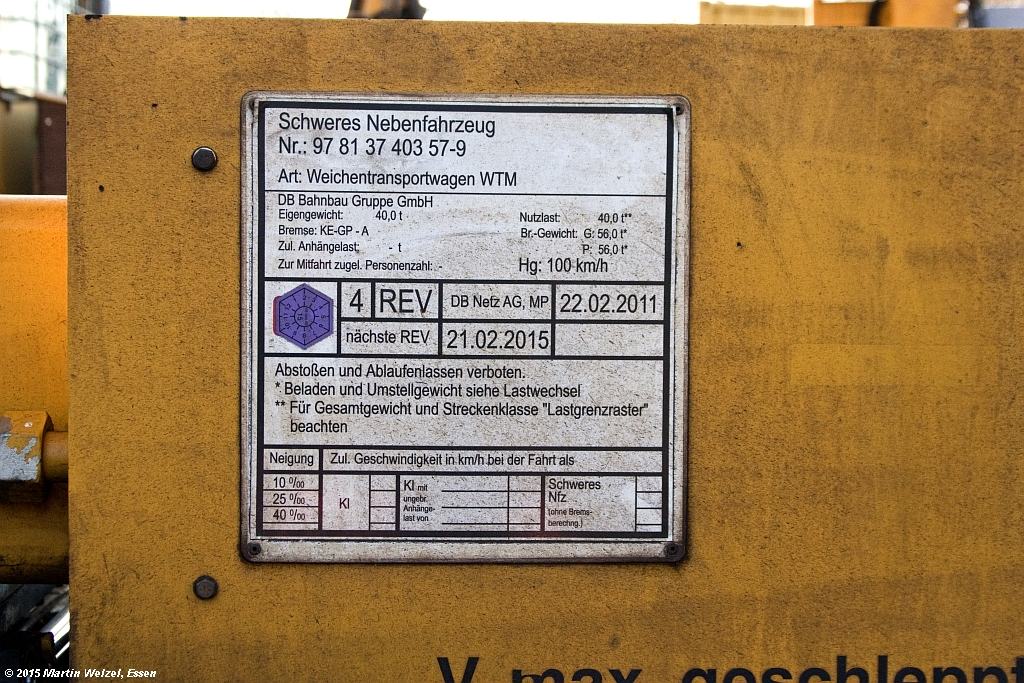 Schweres Nebenfahrzeug
Nr.: 97 81 37 403 57-9
Art: Weichentransportwagen WTM
DB Bahnbau Gruppe GmbH
Eigengewicht: 40,0 t
Nutzlast: 40,0 t**
Bremse: KE-GP - A
Br.-Gewicht: G: 56,0 t*
Zul. Anhängelast: - t
P: 56,0 t*
Zur Mitfahrt zugel. Personenzahl: -
Hg: 100 km/h
4 REV DB Netz AG, MP 22.02.2011
nächste REV 21.02.2015
Abstoßen und Ablaufenlassen verboten.
* Beladen und Umstellgewicht siehe Lastwechsel
** Für Gesamtgewicht und Streckenklasse "Lastgrenzraster"
beachten
Neigung Zul. Geschwindigkeit in km/h bei der Fahrt als
10 %0
25 %0
40 %0
Kl
Kl mit
ungebr.
Anhänge-
last von
Schweres
Nfz
(ohne Brems-
berechng.)
V max. geschleppt
© 2015 Martin Welzel, Essen